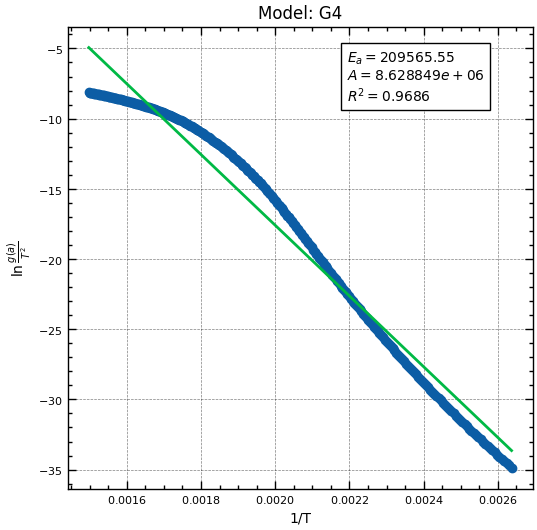 Model: G4
E_a = 209565.55
A = 8.628849e + 06
R^2 = 0.9686
ln g(a)/T^2
−5
−10
−15
−20
−25
−30
−35
0.0016 0.0018 0.0020 0.0022 0.0024 0.0026
1/T